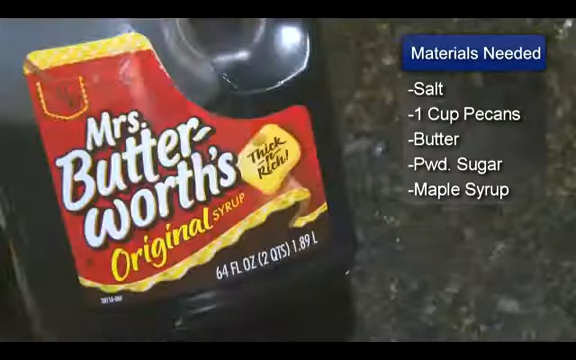 Mrs.
Butter-
worth's
Thick
-n-
Rich!
Original SYRUP
64 FL OZ (2 QTS) 1.89 L
Materials Needed
-Salt
-1 Cup Pecans
-Butter
-Pwd. Sugar
-Maple Syrup